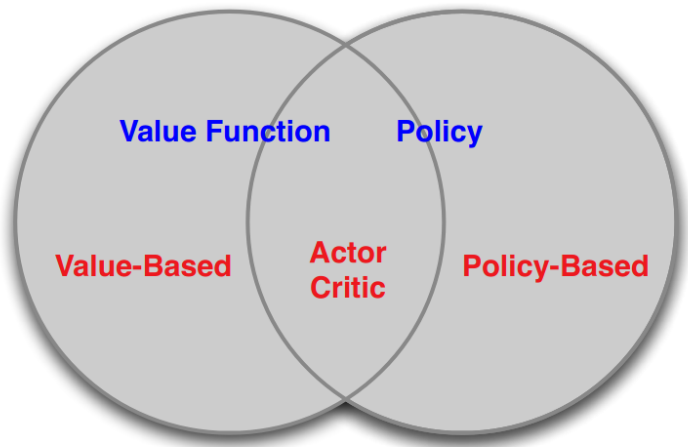 Value Function
Policy
Value-Based
Actor
Critic
Policy-Based